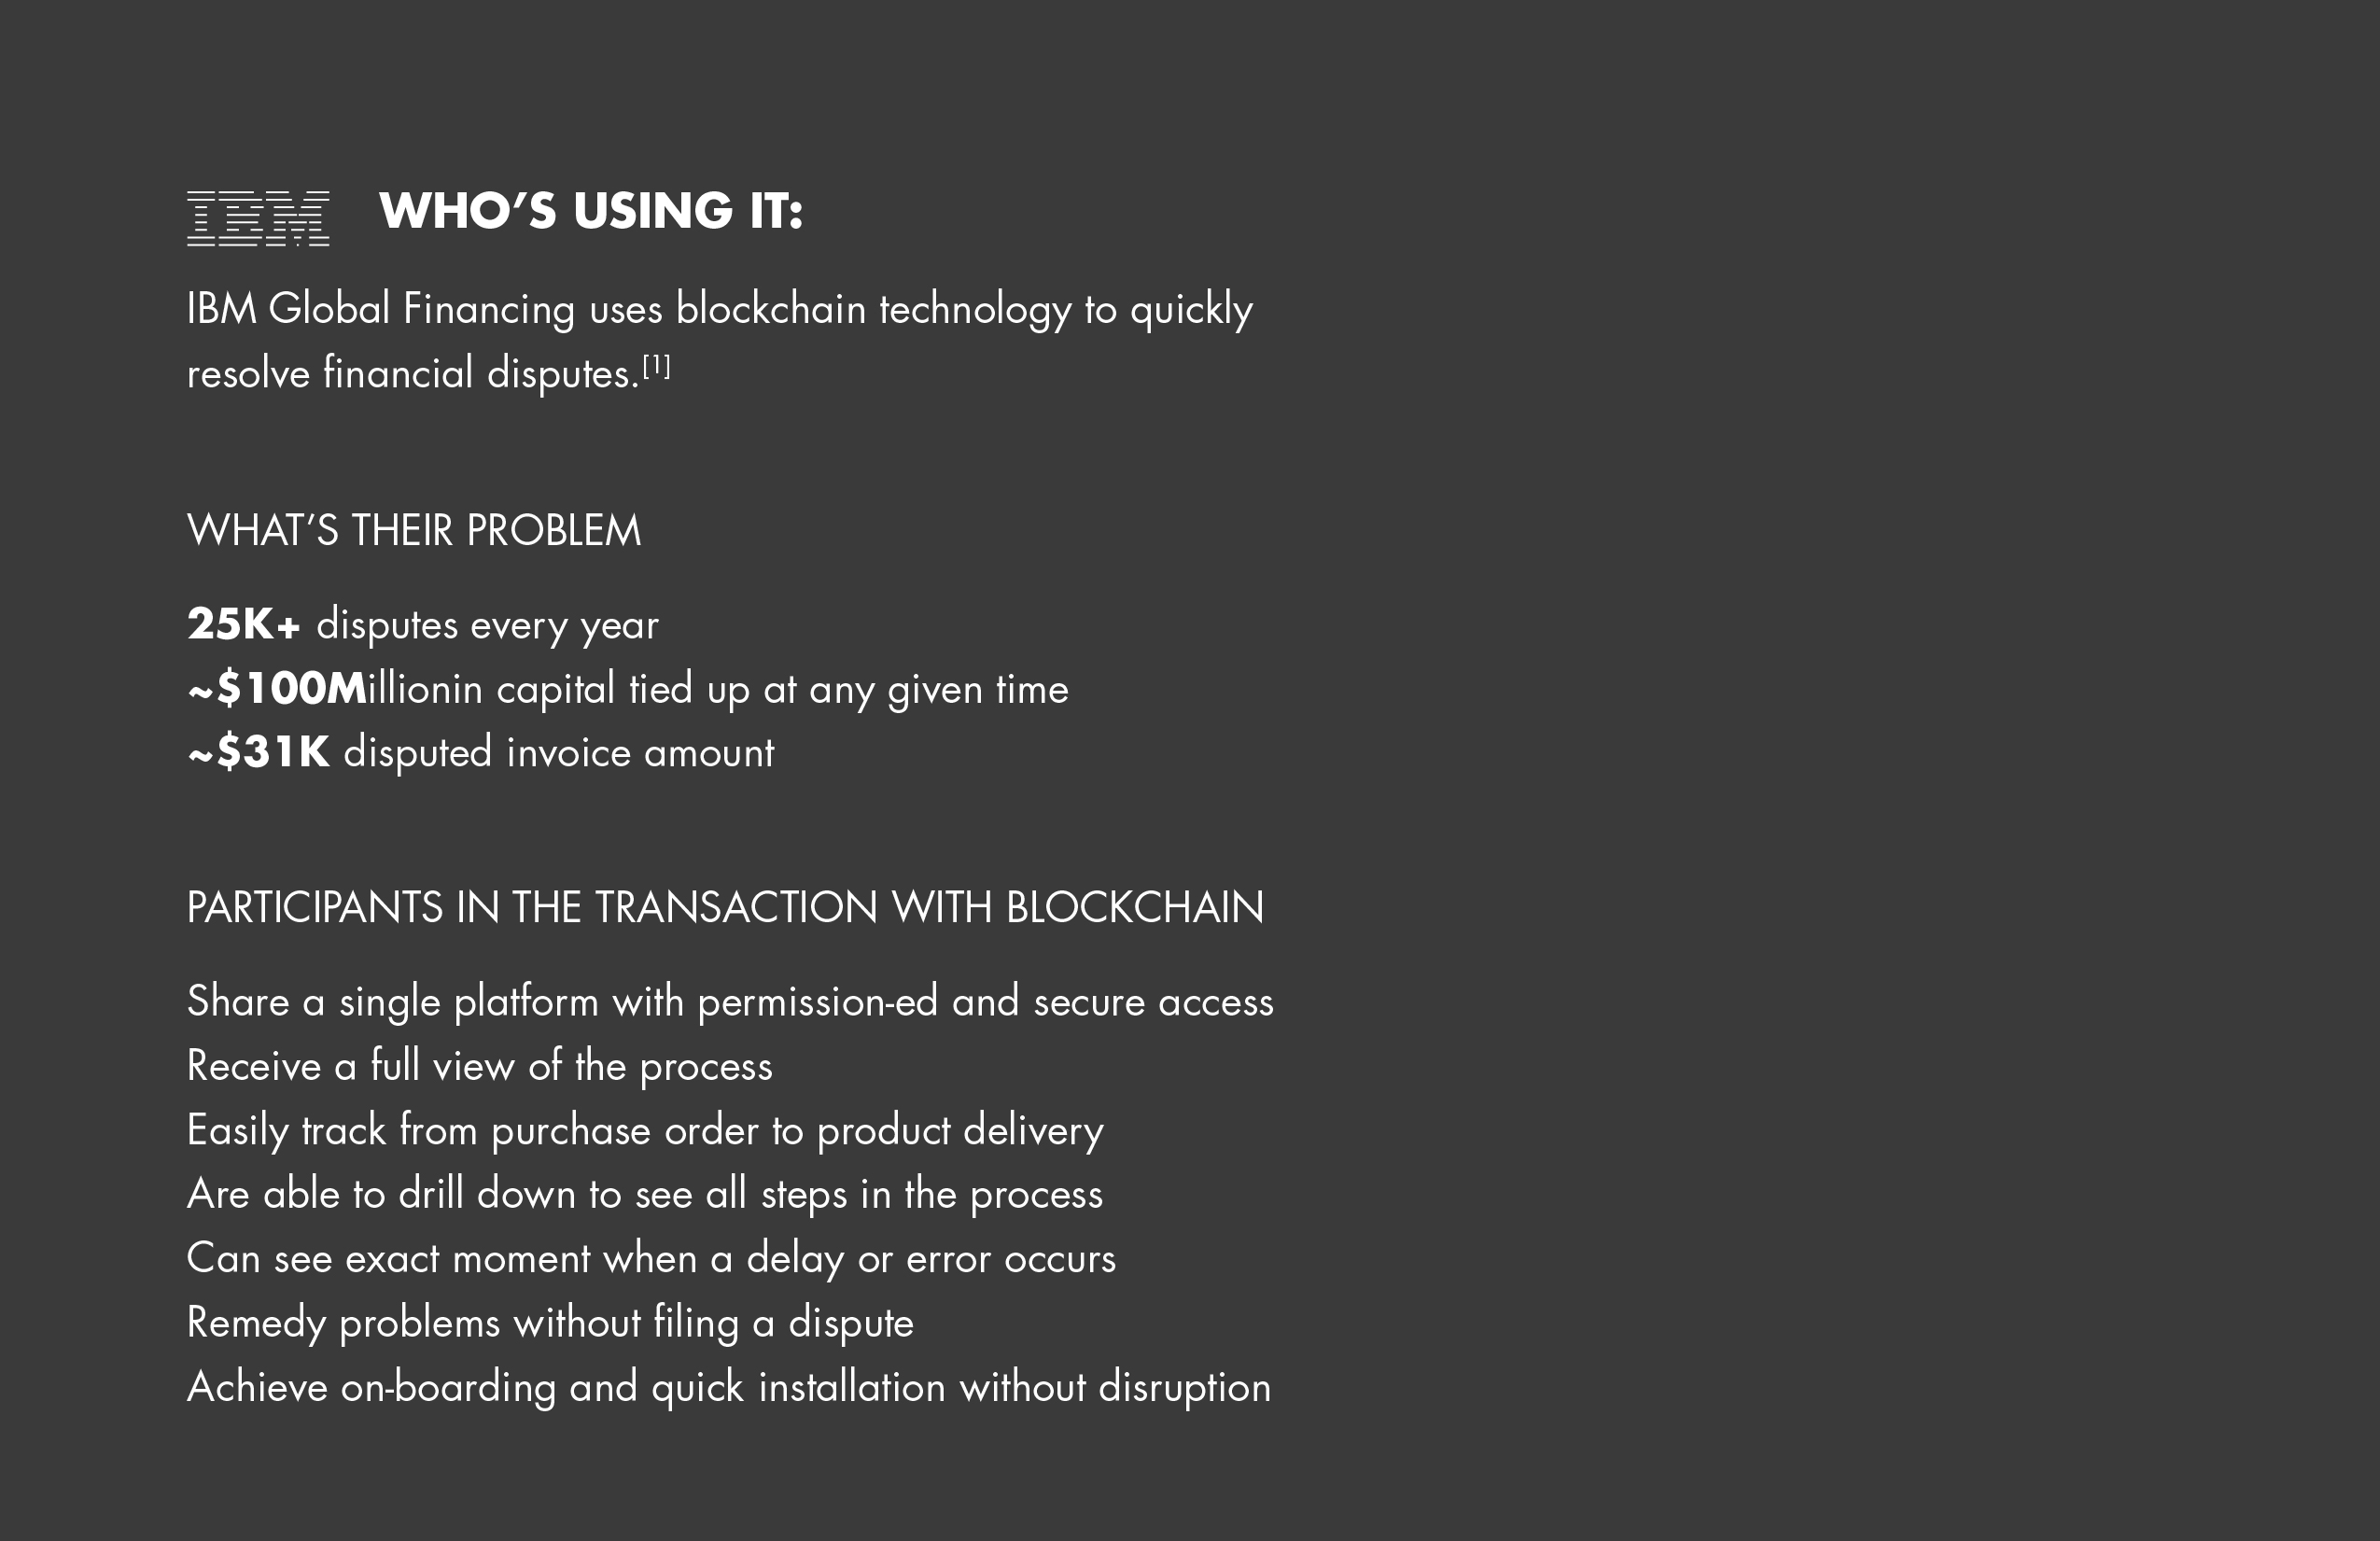 IBM WHO’S USING IT:
IBM Global Financing uses blockchain technology to quickly
resolve financial disputes.[1]
WHAT’S THEIR PROBLEM
25K+ disputes every year
~$100Millionin capital tied up at any given time
~$31K disputed invoice amount
PARTICIPANTS IN THE TRANSACTION WITH BLOCKCHAIN
Share a single platform with permission-ed and secure access
Receive a full view of the process
Easily track from purchase order to product delivery
Are able to drill down to see all steps in the process
Can see exact moment when a delay or error occurs
Remedy problems without filing a dispute
Achieve on-boarding and quick installation without disruption